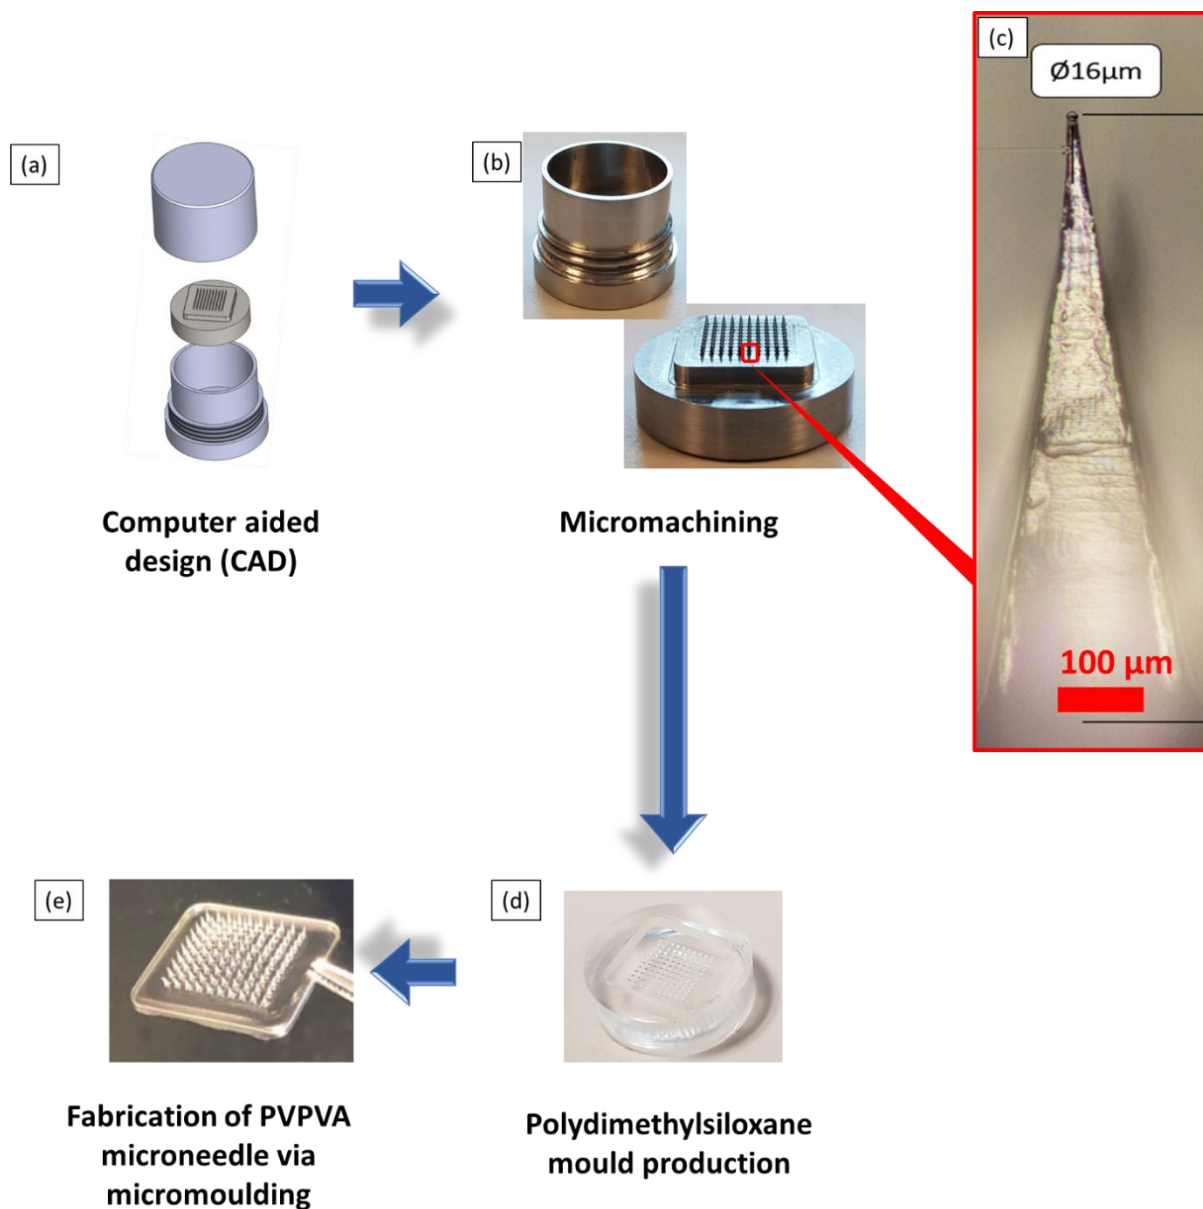 (a)
Computer aided
design (CAD)
(b)
Micromachining
(c)
Ø16μm
100 μm
(d)
Polydimethylsiloxane
mould production
(e)
Fabrication of PVPVA
microneedle via
micromoulding